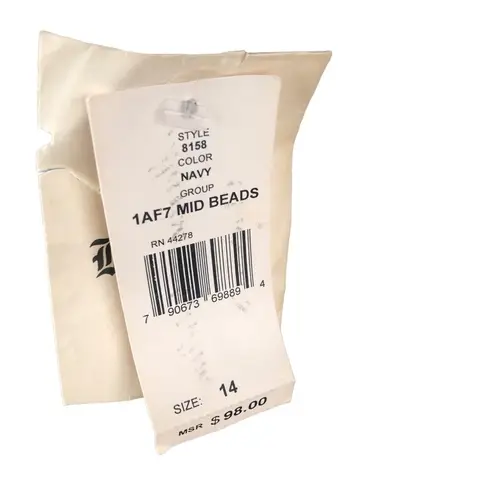 STYLE
8158
COLOR
NAVY
GROUP
1AF7 MID BEADS
RN 44278
7 90673 69889 4
SIZE: 14
MSR $98.00